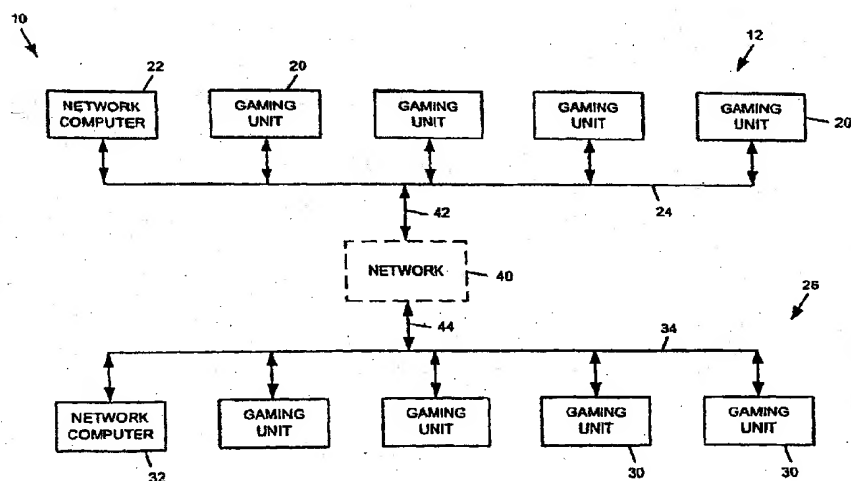 10
12
22
20
NETWORK
COMPUTER
GAMING
UNIT
GAMING
UNIT
GAMING
UNIT
GAMING
UNIT
20
24
42
NETWORK
40
26
44
34
NETWORK
COMPUTER
GAMING
UNIT
GAMING
UNIT
GAMING
UNIT
GAMING
UNIT
32
30
30